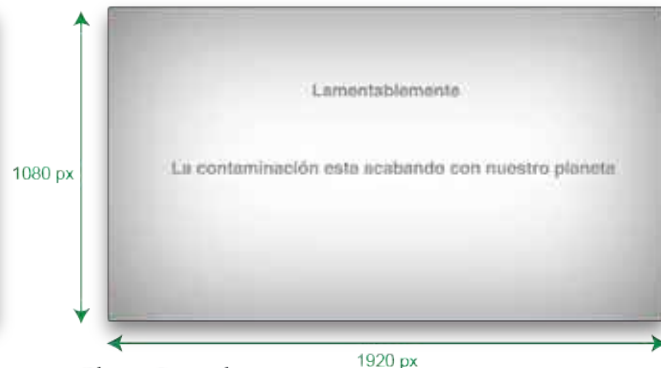 Lamentablemente
La contaminación esta acabando con nuestro planeta
1080 px
1920 px